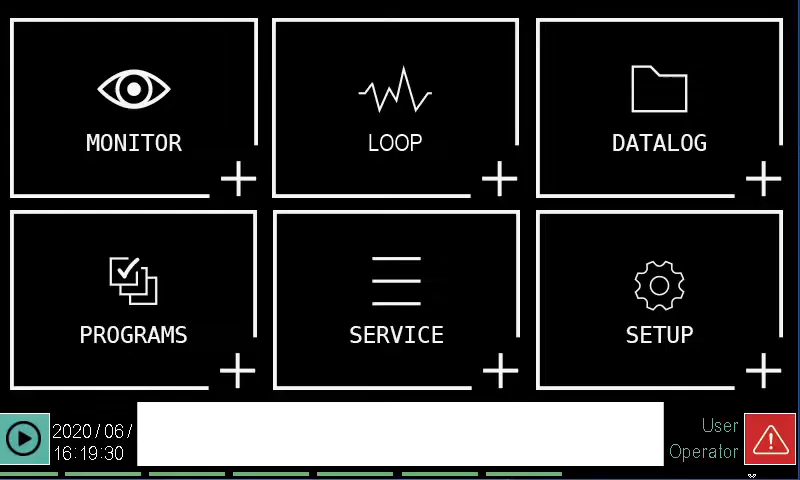 MONITOR
LOOP
DATALOG
PROGRAMS
SERVICE
SETUP
2020/06/
16:19:30
User
Operator